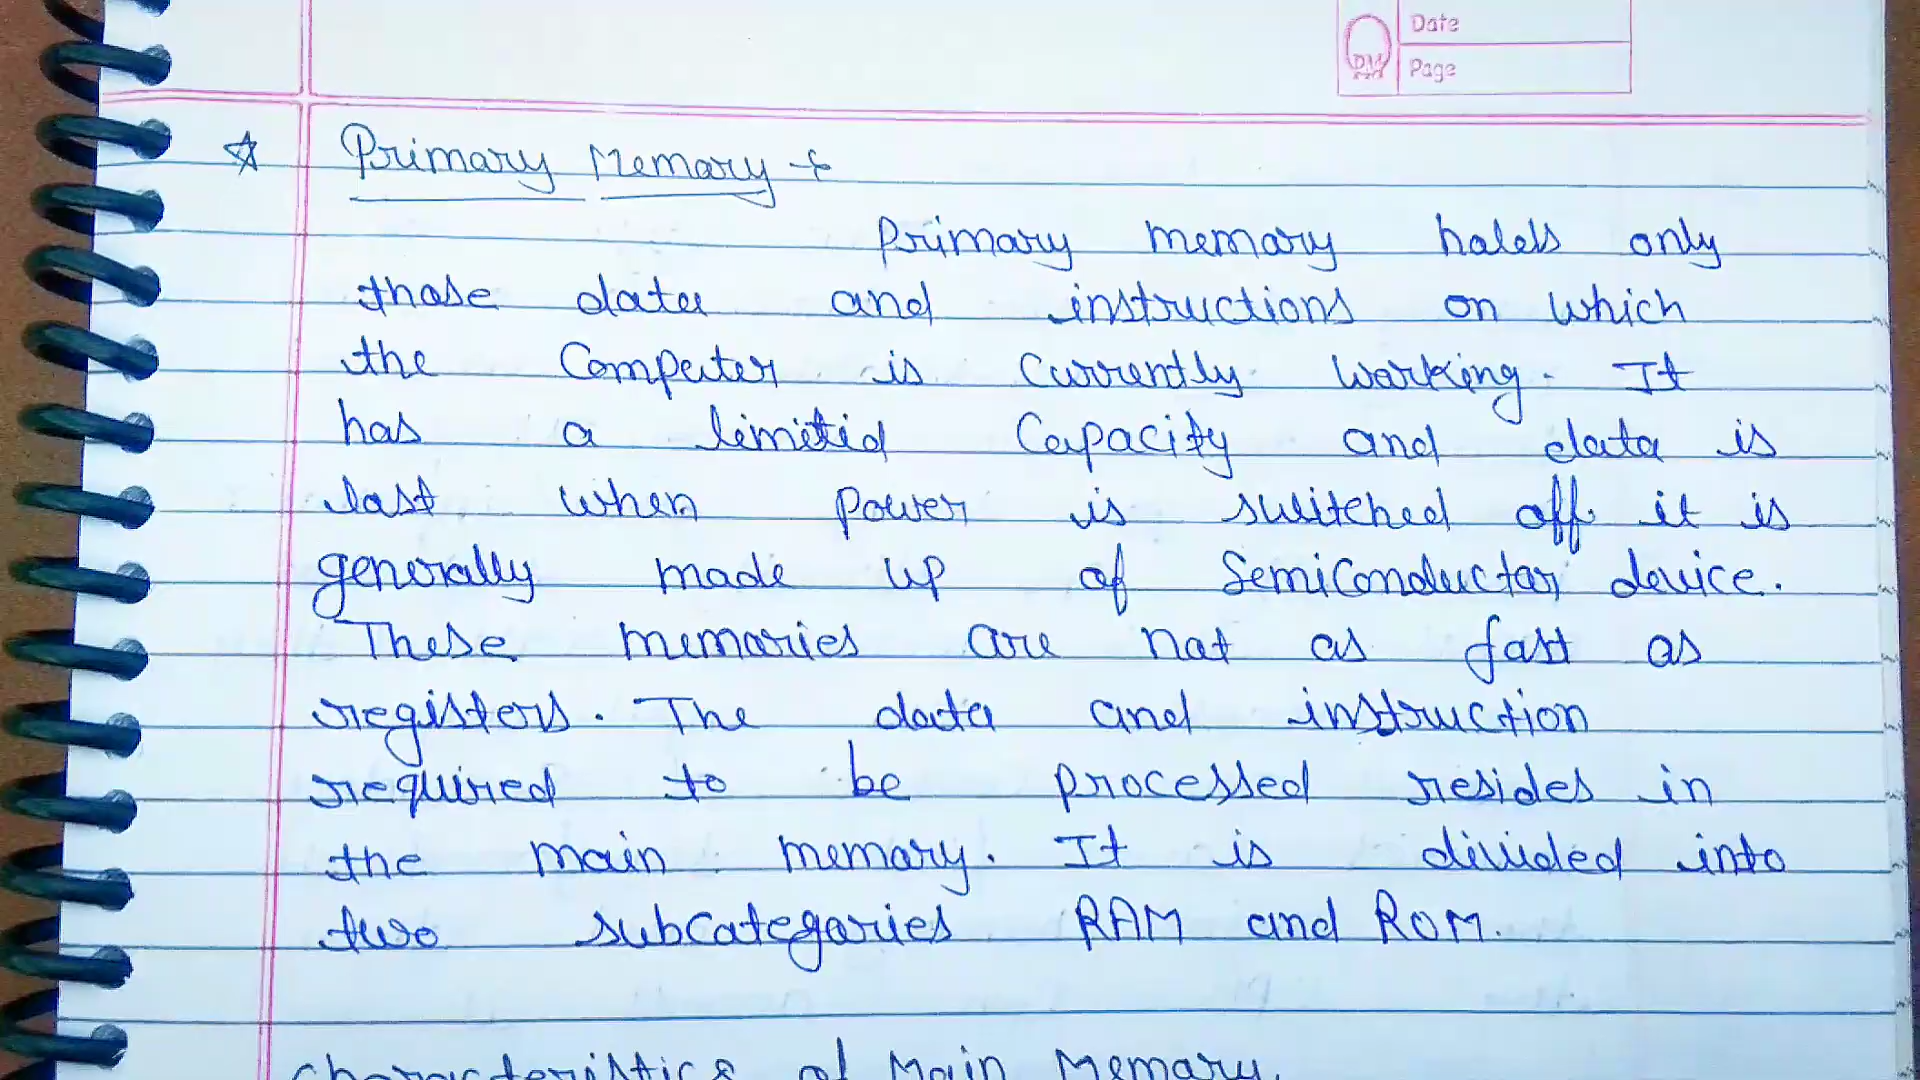 Date
Page
☆ Primary Memory :-
Primary memory holds only
those data and instructions on which
the Computer is currently working. It
has a limited Capacity and data is
lost when power is switched off it is
generally made up of Semiconductor device.
These memories are not as fast as
registers. The data and instruction
required to be processed resides in
the main memory. It is divided into
two subcategories RAM and ROM.
Characteristics of Main Memory.